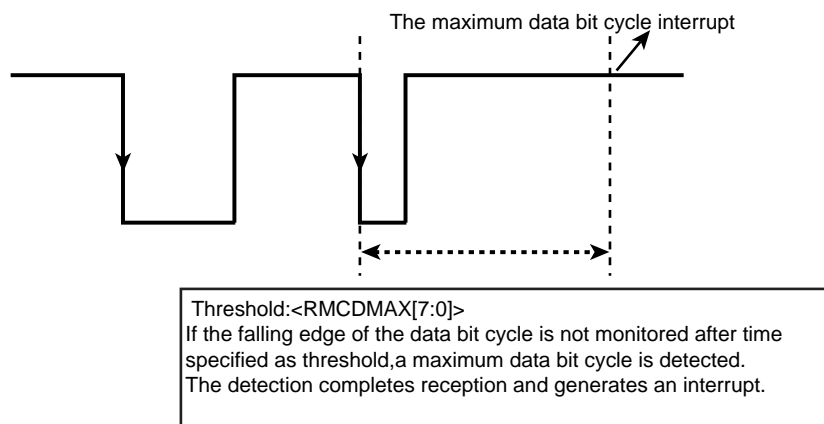 The maximum data bit cycle interrupt
Threshold:<RMCDMAX[7:0]>
If the falling edge of the data bit cycle is not monitored after time
specified as threshold,a maximum data bit cycle is detected.
The detection completes reception and generates an interrupt.